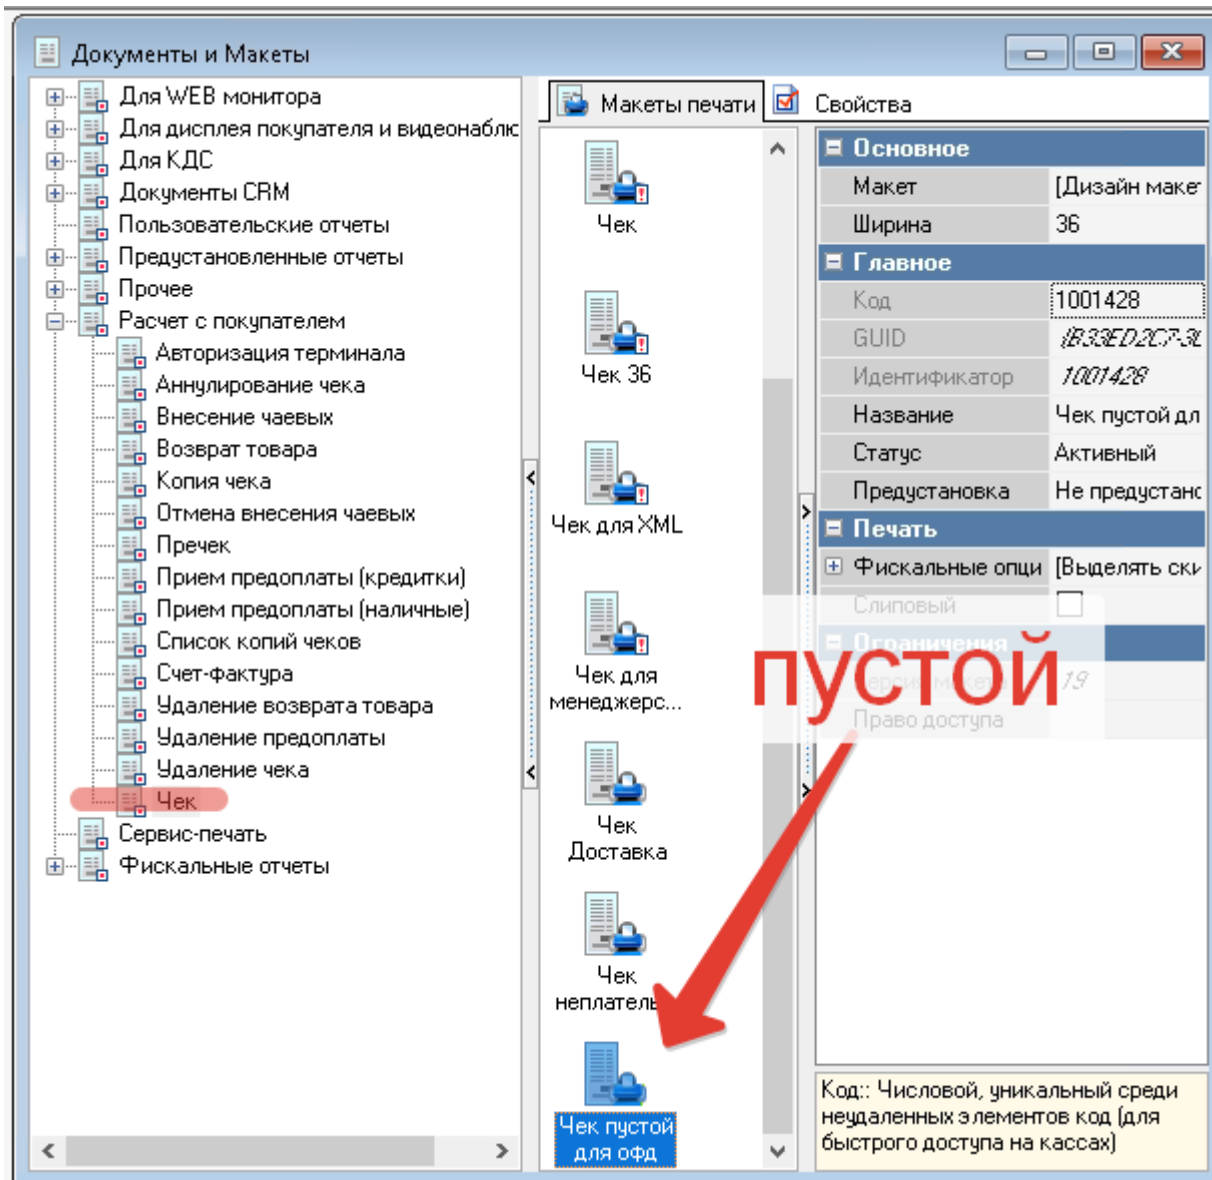 Документы и Макеты
Для WEB монитора
Для дисплея покупателя и видеонаблю
Для КДС
Документы CRM
Пользовательские отчеты
Предустановленные отчеты
Прочее
Расчет с покупателем
Авторизация терминала
Аннулирование чека
Внесение чаевых
Возврат товара
Копия чека
Отмена внесения чаевых
Пречек
Прием предоплаты (кредитки)
Прием предоплаты (наличные)
Список копий чеков
Счет-фактура
Удаление возврата товара
Удаление предоплаты
Удаление чека
Чек
Сервис-печать
Фискальные отчеты
Макеты печати
Свойства
Чек
Чек 36
Чек для XML
Чек для
менеджерс...
Чек
Доставка
Чек
неплатель
Чек пустой
для офд
Основное
Макет [Дизайн макет
Ширина 36
Главное
Код 1001428
GUID {B33ED2C7-3
Идентификатор 1001428
Название Чек пустой дл
Статус Активный
Предустановка Не предустанс
Печать
Фискальные опци [Выделять ски
Слиповый
Ограничения
Версия макета 19
Право доступа
пустой
Код:: Числовой, уникальный среди
неудаленных элементов код (для
быстрого доступа на кассах)